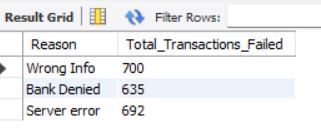 Result Grid Filter Rows:
Reason Total_Transactions_Failed
Wrong Info 700
Bank Denied 635
Server error 692